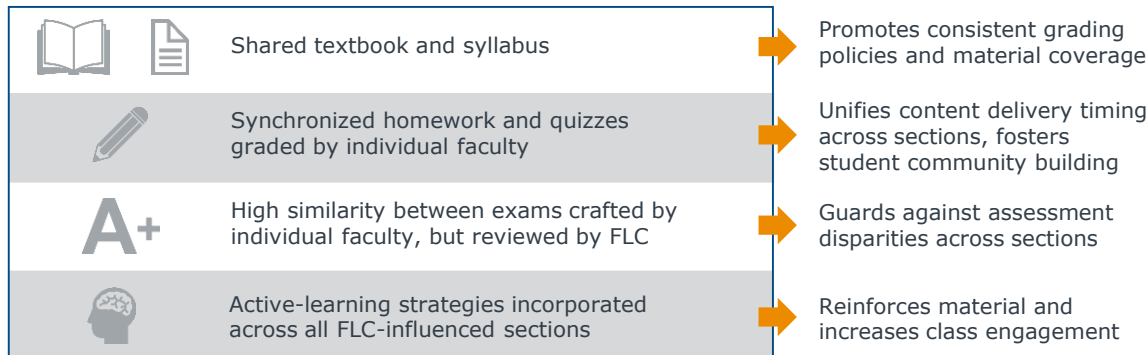 Shared textbook and syllabus
Promotes consistent grading
policies and material coverage
Synchronized homework and quizzes
graded by individual faculty
Unifies content delivery timing
across sections, fosters
student community building
A+
High similarity between exams crafted by
individual faculty, but reviewed by FLC
Guards against assessment
disparities across sections
Active-learning strategies incorporated
across all FLC-influenced sections
Reinforces material and
increases class engagement